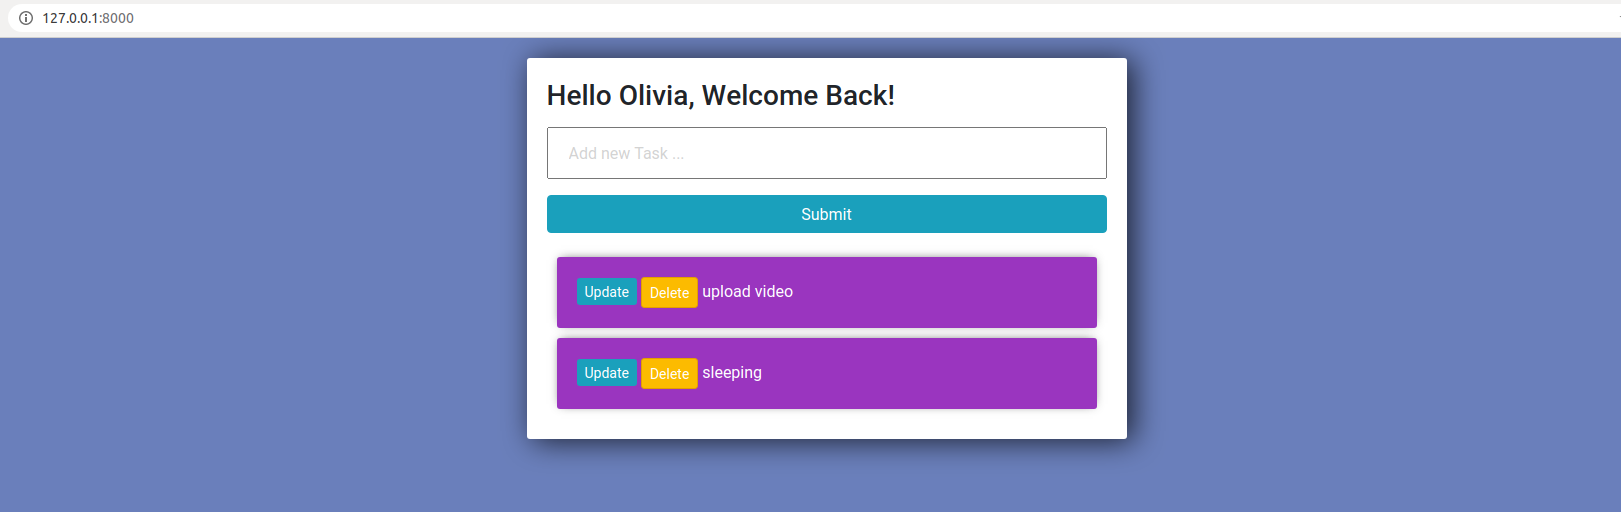 127.0.0.1:8000
Hello Olivia, Welcome Back!
Add new Task ...
Submit
Update Delete upload video
Update Delete sleeping